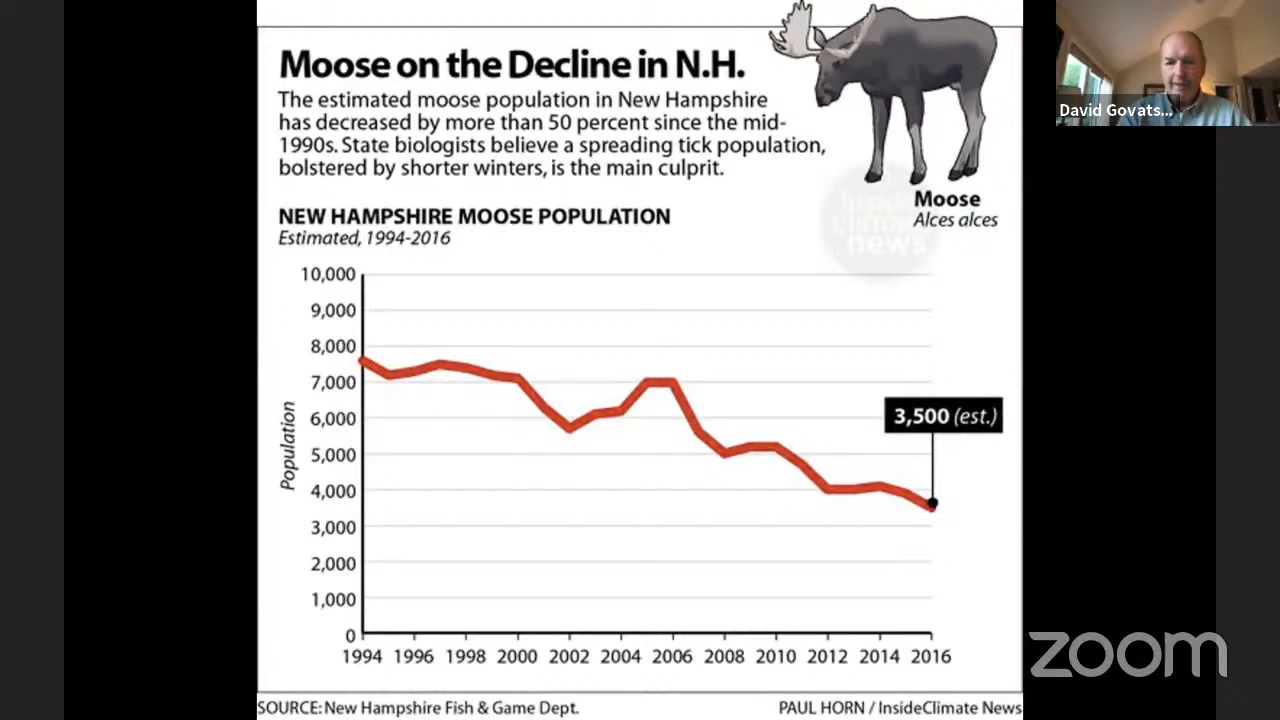 Moose on the Decline in N.H.
The estimated moose population in New Hampshire
has decreased by more than 50 percent since the mid-
1990s. State biologists believe a spreading tick population,
bolstered by shorter winters, is the main culprit.
David Govats...
Moose
Alces alces
news
NEW HAMPSHIRE MOOSE POPULATION
Estimated, 1994-2016
Population
10,000
9,000
8,000
7,000
6,000
5,000
4,000
3,000
2,000
1,000
0
3,500 (est.)
1994 1996 1998 2000 2002 2004 2006 2008 2010 2012 2014 2016
zoom
SOURCE: New Hampshire Fish & Game Dept.
PAUL HORN / InsideClimate News